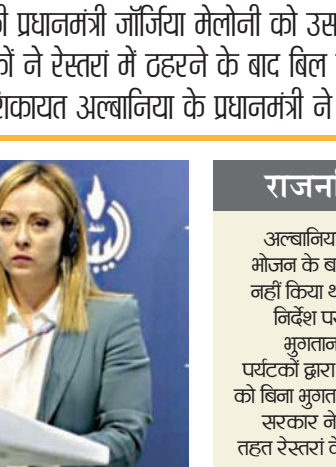 की प्रधानमंत्री जॉर्जिया मेलोनी को उस
कों ने रेस्तरां में ठहरने के बाद बिल
शिकायत अल्बानिया के प्रधानमंत्री ने
राजन
अल्बानिया
भोजन के ब
नहीं किया थ
निर्देश पर
भुगतान
पर्यटकों द्वारा
को बिना भुगत
सरकार ने
तहत रेस्तरां के